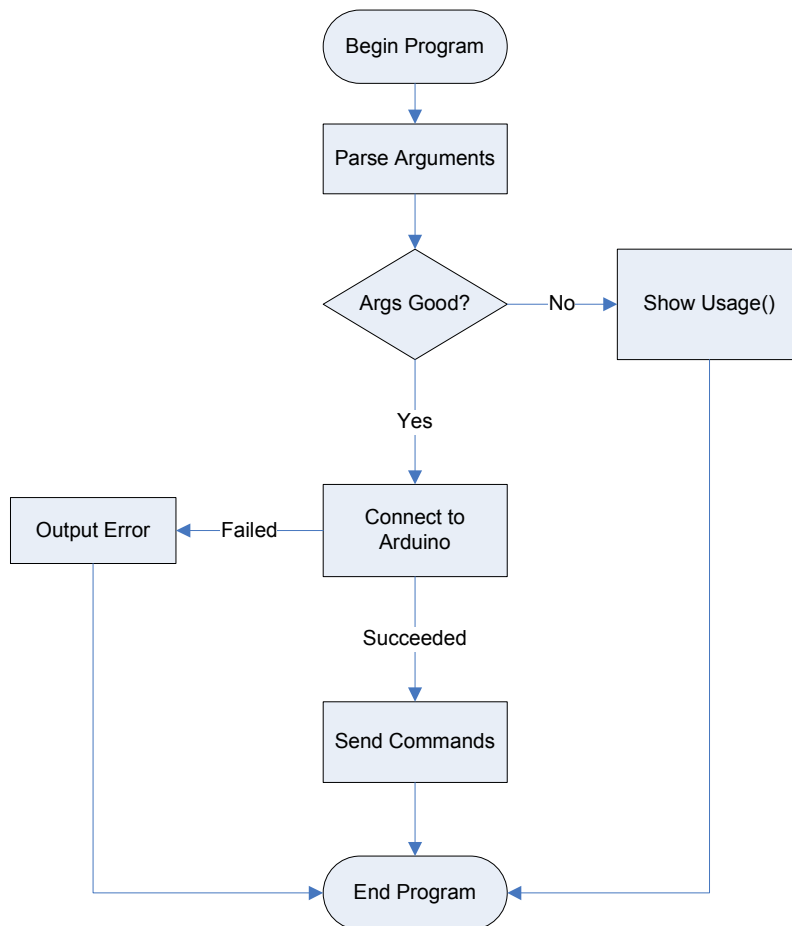 Begin Program
Parse Arguments
Args Good?
No
Show Usage()
Yes
Output Error
Failed
Connect to
Arduino
Succeeded
Send Commands
End Program